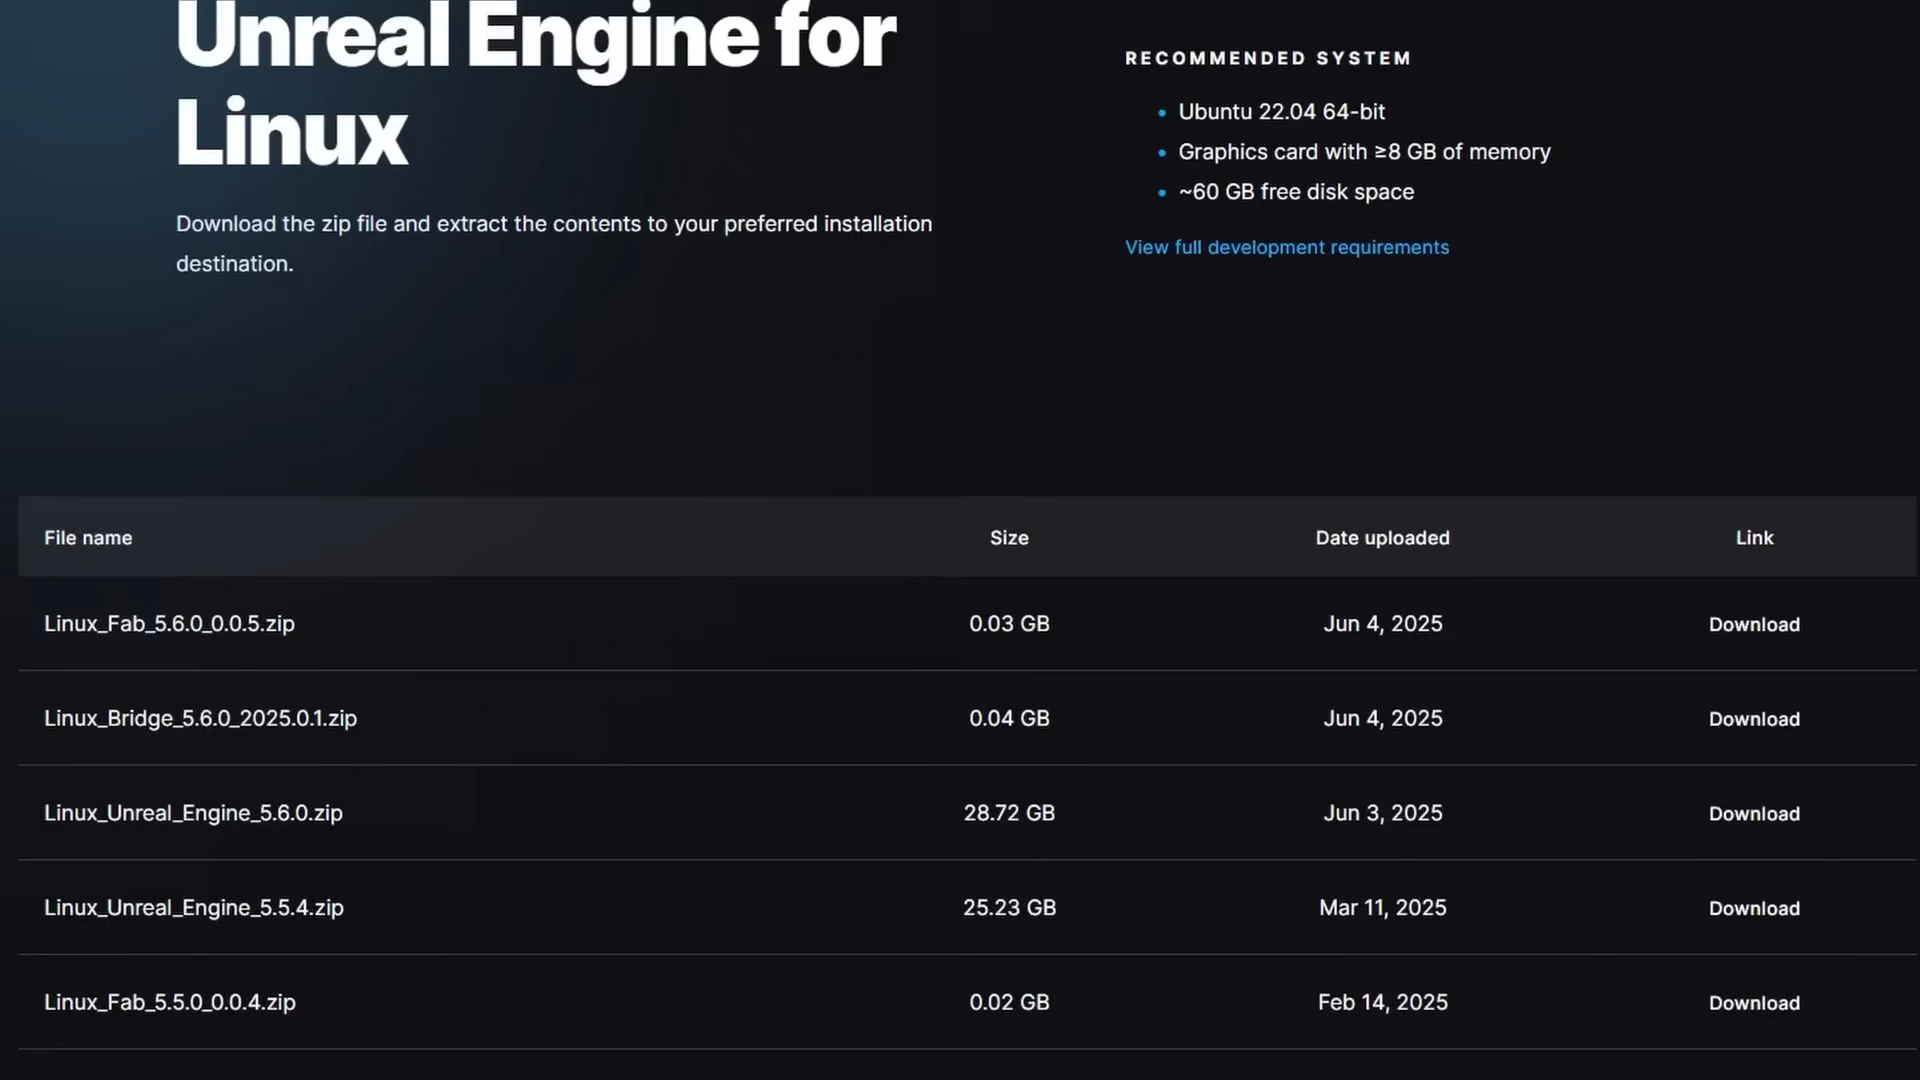 Unreal Engine for
Linux
Download the zip file and extract the contents to your preferred installation
destination.
RECOMMENDED SYSTEM
• Ubuntu 22.04 64-bit
• Graphics card with ≥8 GB of memory
• ~60 GB free disk space
View full development requirements
File name Size Date uploaded Link
Linux_Fab_5.6.0_0.0.5.zip 0.03 GB Jun 4, 2025 Download
Linux_Bridge_5.6.0_2025.0.1.zip 0.04 GB Jun 4, 2025 Download
Linux_Unreal_Engine_5.6.0.zip 28.72 GB Jun 3, 2025 Download
Linux_Unreal_Engine_5.5.4.zip 25.23 GB Mar 11, 2025 Download
Linux_Fab_5.5.0_0.0.4.zip 0.02 GB Feb 14, 2025 Download